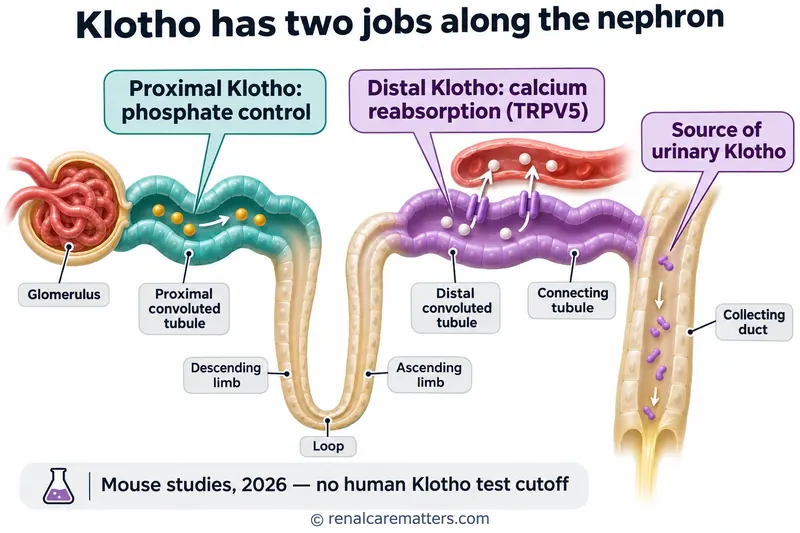 Klotho has two jobs along the nephron
Proximal Klotho:
phosphate control
Distal Klotho: calcium
reabsorption (TRPV5)
Source of
urinary Klotho
Glomerulus
Proximal
convoluted
tubule
Distal
convoluted
tubule
Connecting
tubule
Collecting
duct
Descending
limb
Ascending
limb
Loop
Mouse studies, 2026 — no human Klotho test cutoff
© renalcarematters.com